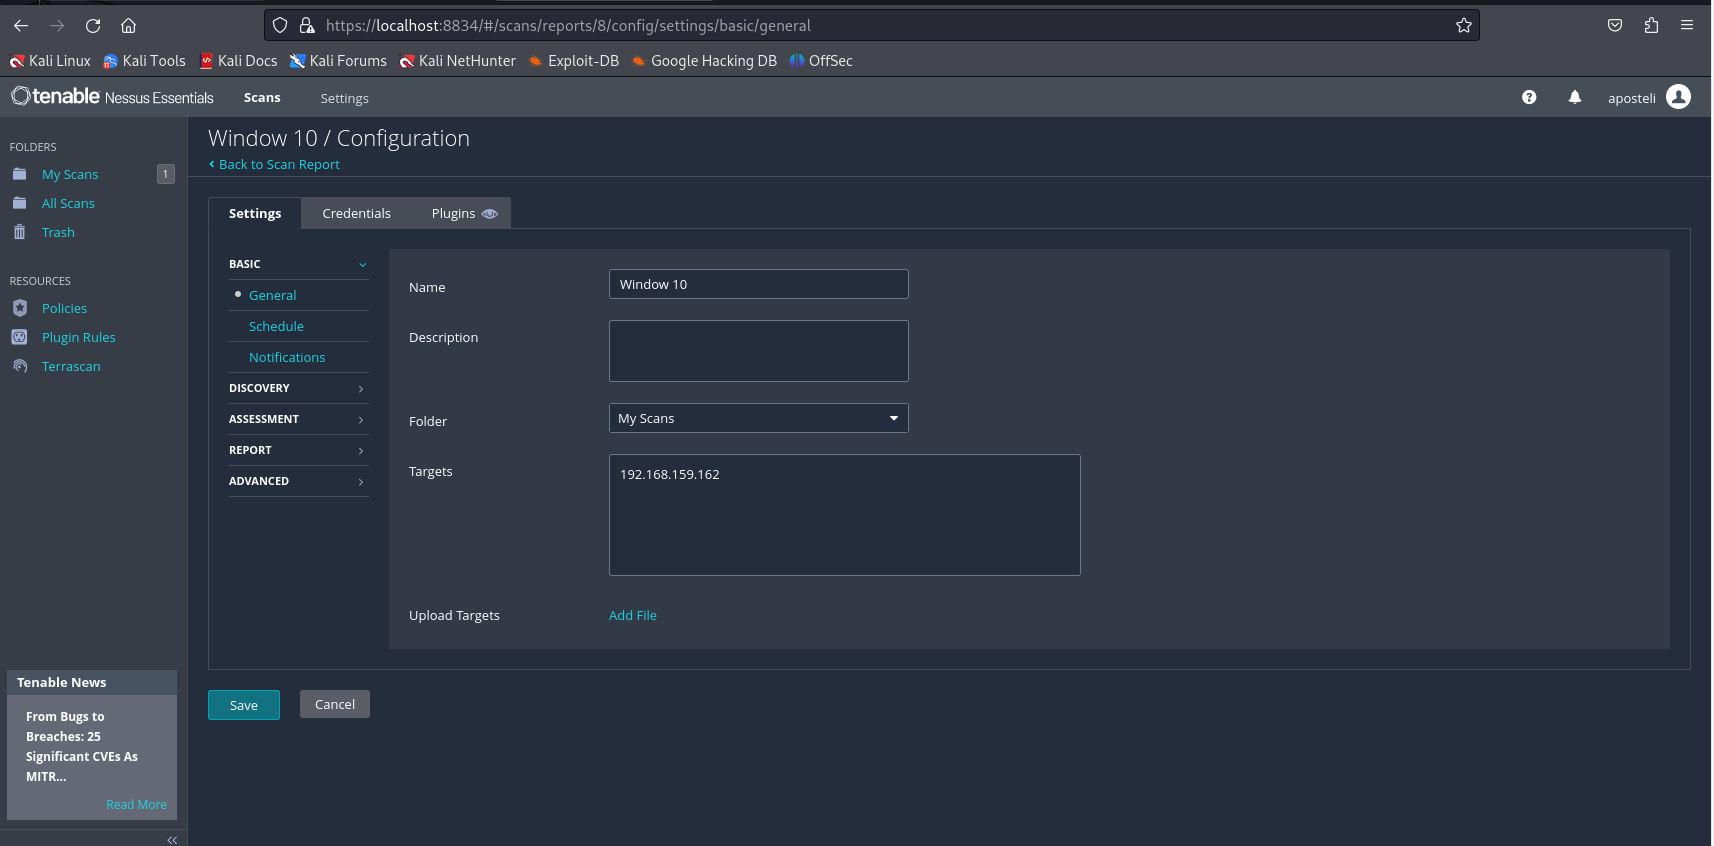 https://localhost:8834/#/scans/reports/8/config/settings/basic/general
Kali Linux Kali Tools Kali Docs Kali Forums Kali NetHunter Exploit-DB Google Hacking DB OffSec
tenable Nessus Essentials Scans Settings aposteli
Window 10 / Configuration
Back to Scan Report
FOLDERS
My Scans 1
All Scans
Trash
RESOURCES
Policies
Plugin Rules
Terrascan
Settings Credentials Plugins
BASIC
General
Schedule
Notifications
DISCOVERY
ASSESSMENT
REPORT
ADVANCED
Name Window 10
Description
Folder My Scans
Targets 192.168.159.162
Upload Targets Add File
Save Cancel
Tenable News
From Bugs to
Breaches: 25
Significant CVEs As
MITR...
Read More